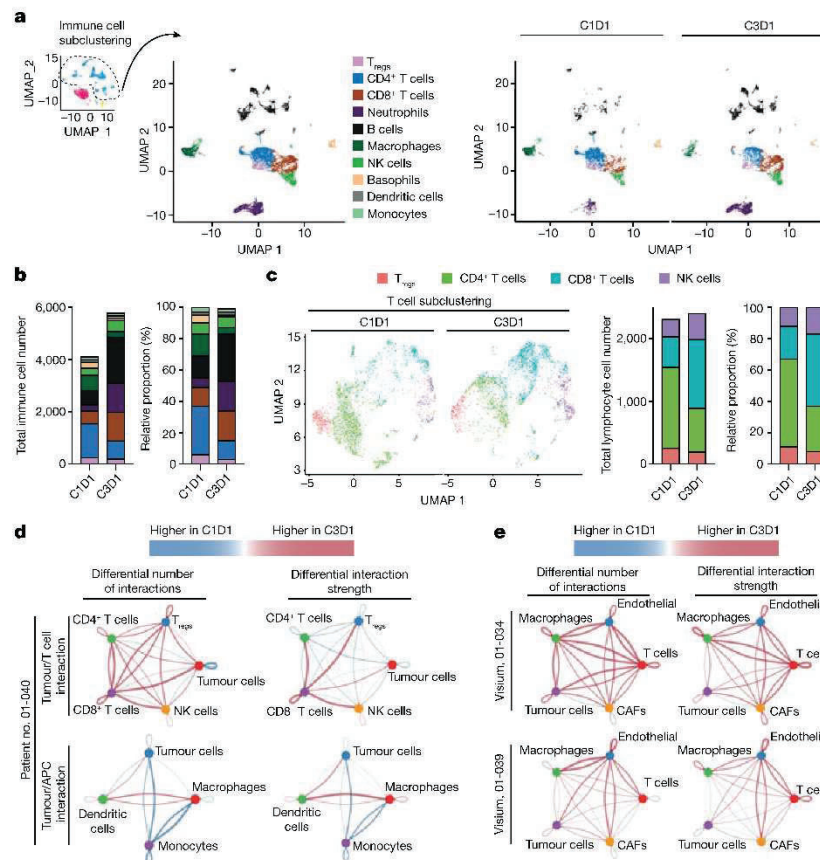 a
Immune cell
subclustering
UMAP_2
15
0
−10
−10 0 10
UMAP 1
UMAP 2
20
10
0
−10
−10 0 10
UMAP 1
Tregs
CD4+ T cells
CD8+ T cells
Neutrophils
B cells
Macrophages
NK cells
Basophils
Dendritic cells
Monocytes
C1D1 C3D1
UMAP 2
20
10
0
−10
−10 0 10 −10 0 10
UMAP 1
b
Total immune cell number
6,000
4,000
2,000
0
C1D1 C3D1
Relative proportion (%)
100
80
60
40
20
0
C1D1 C3D1
c
Tregs CD4+ T cells CD8+ T cells NK cells
T cell subclustering
C1D1 C3D1
UMAP 2
15
12
9
6
3
−5 0 5 −5 0 5
UMAP 1
Total lymphocyte cell number
2,000
1,000
0
C1D1 C3D1
Relative proportion (%)
100
80
60
40
20
0
C1D1 C3D1
d
Higher in C1D1 Higher in C3D1
Differential number
of interactions
Differential interaction
strength
Patient no. 01-040
Tumour/T cell
interaction
CD4+ T cells
Tregs
Tumour cells
CD8+ T cells
NK cells
CD4+ T cells
Tregs
Tumour cells
CD8 T cells
NK cells
Tumour/APC
interaction
Tumour cells
Macrophages
Dendritic
cells
Monocytes
Tumour cells
Macrophages
Dendritic
cells
Monocytes
e
Higher in C1D1 Higher in C3D1
Differential number
of interactions
Differential interaction
strength
Visium, 01-034
Endothelial
Macrophages
T cells
Tumour cells
CAFs
Endothelial
Macrophages
T ce
Tumour cells
CAFs
Visium, 01-039
Endothelial
Macrophages
T cells
Tumour cells
CAFs
Endotheli
Macrophages
T ce
Tumour cells
CAFs